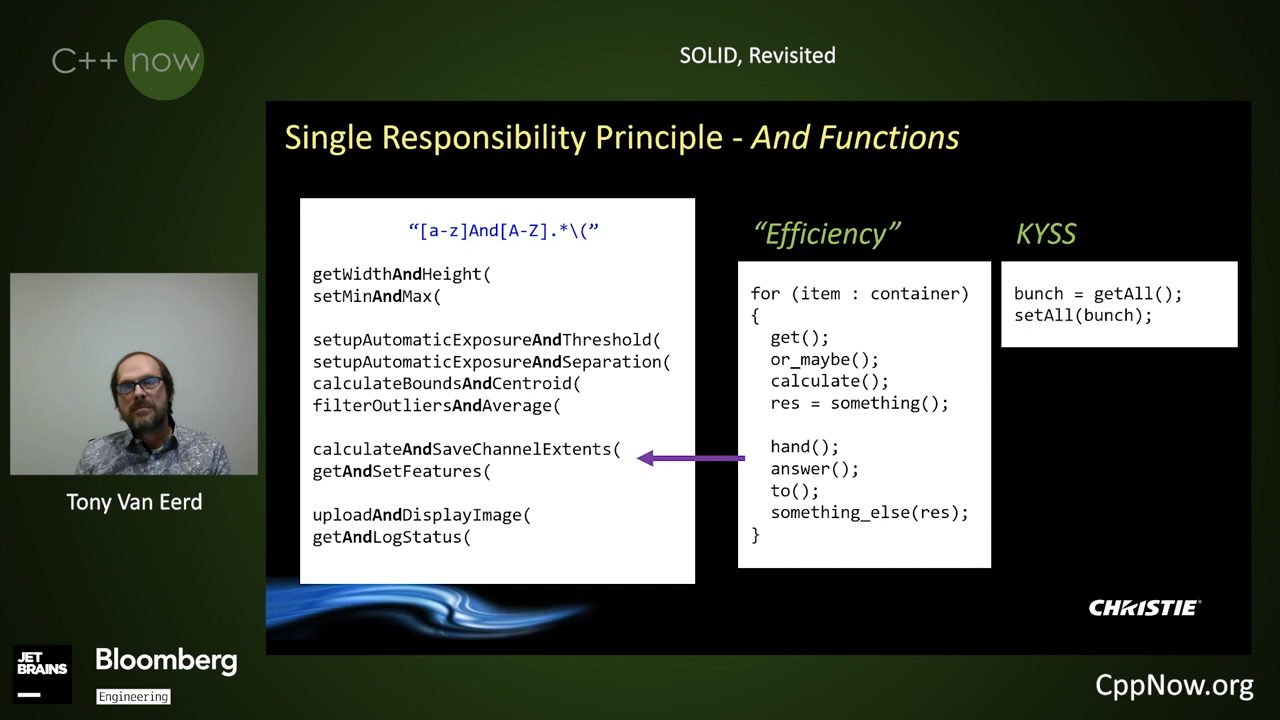 C++ now
SOLID, Revisited
Single Responsibility Principle - And Functions
“[a-z]And[A-Z].*\(”
getWidthAndHeight(
setMinAndMax(
setupAutomaticExposureAndThreshold(
setupAutomaticExposureAndSeparation(
calculateBoundsAndCentroid(
filterOutliersAndAverage(
calculateAndSaveChannelExtents(
getAndSetFeatures(
uploadAndDisplayImage(
getAndLogStatus(
“Efficiency”
for (item : container)
{
get();
or_maybe();
calculate();
res = something();
hand();
answer();
to();
something_else(res);
}
KYSS
bunch = getAll();
setAll(bunch);
CHRISTIE®
Tony Van Eerd
JET
BRAINS
Bloomberg
Engineering
CppNow.org